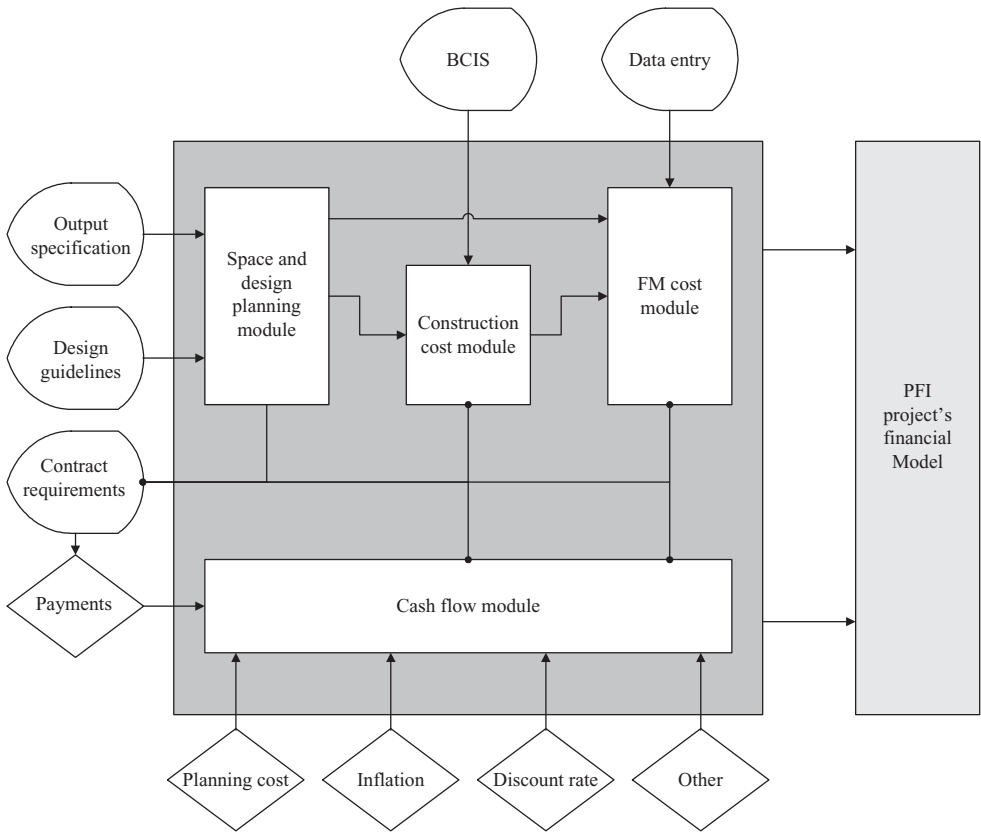 BCIS
Data entry
Output
specification
Space and
design
planning
module
FM cost
module
Construction
cost module
Design
guidelines
PFI
project's
financial
Model
Contract
requirements
Payments
Cash flow module
Planning cost
Inflation
Discount rate
Other